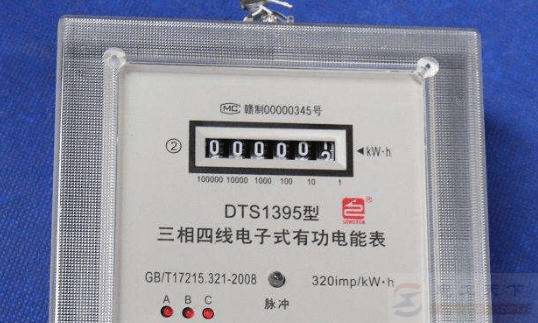 MC 赣制00000345号
② 00000 kW·h
100000 10000 1000 100 10 1
DTS1395型
三相四线电子式有功电能表
GB/T17215.321-2008 320imp/kW·h
A B C 脉冲